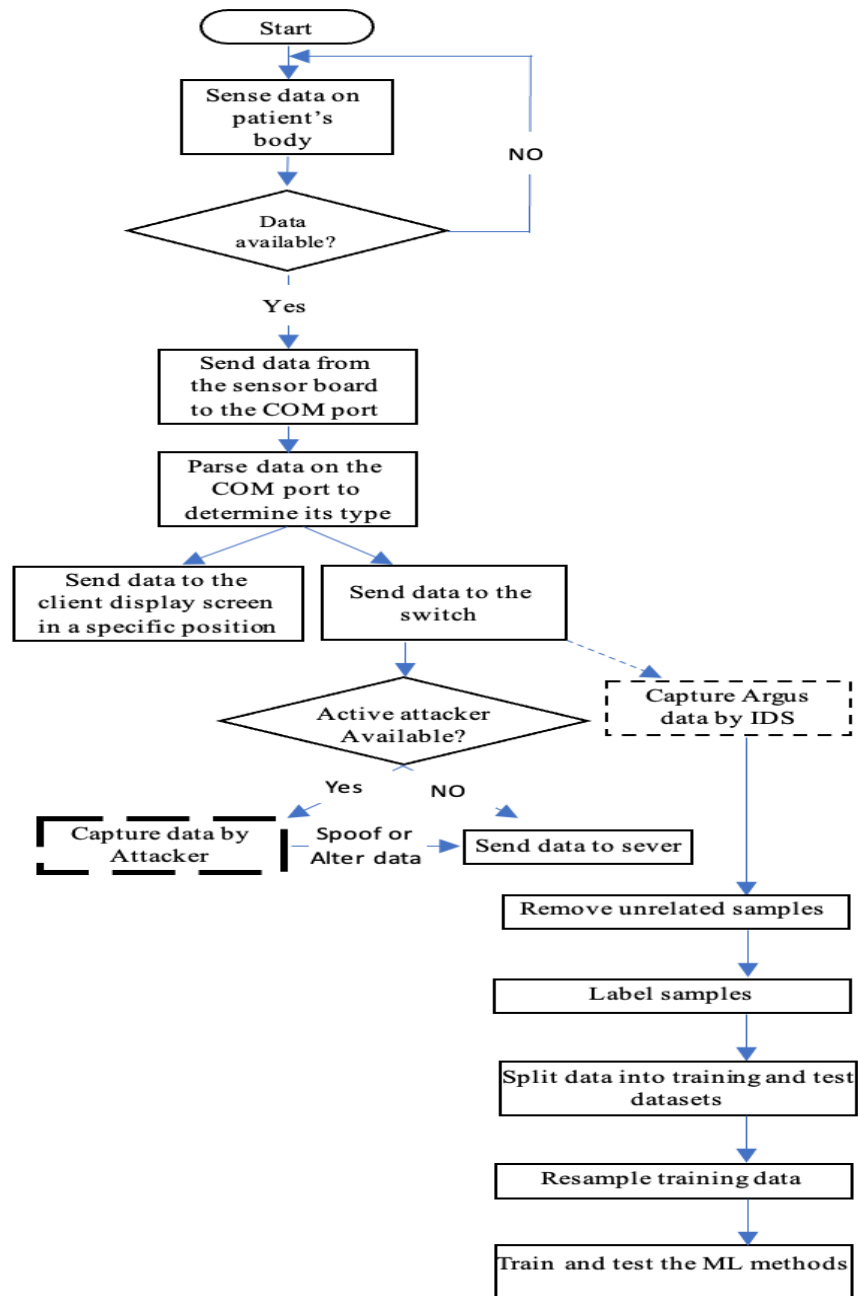 Start
Sense data on
patient's
body
NO
Data
available?
Yes
Send data from
the sensor board
to the COM port
Parse data on the
COM port to
determine its type
Send data to the
client display screen
in a specific position
Send data to the
switch
Active attacker
Available?
Capture Argus
data by IDS
Yes
NO
Capture data by
Attacker
Spoof or
Alter data
Send data to sever
Remove unrelated samples
Label samples
Split data into training and test
datasets
Resample training data
Train and test the ML methods